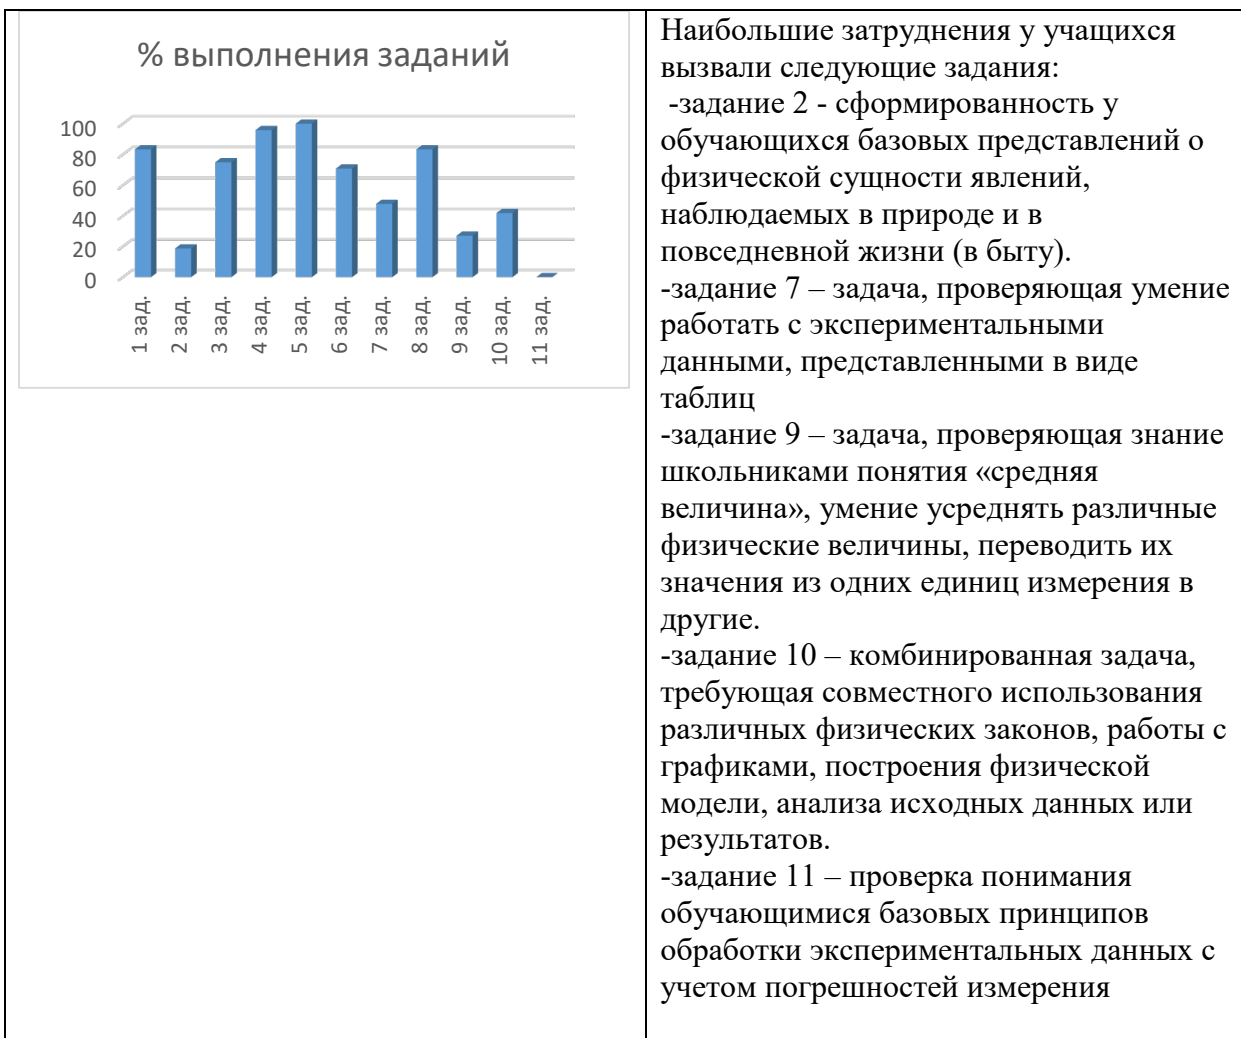 % выполнения заданий
100
80
60
40
20
0
1 зад.
2 зад.
3 зад.
4 зад.
5 зад.
6 зад.
7 зад.
8 зад.
9 зад.
10 зад.
11 зад.
Наибольшие затруднения у учащихся
вызвали следующие задания:
-задание 2 - сформированность у
обучающихся базовых представлений о
физической сущности явлений,
наблюдаемых в природе и в
повседневной жизни (в быту).
-задание 7 – задача, проверяющая умение
работать с экспериментальными
данными, представленными в виде
таблиц
-задание 9 – задача, проверяющая знание
школьниками понятия «средняя
величина», умение усреднять различные
физические величины, переводить их
значения из одних единиц измерения в
другие.
-задание 10 – комбинированная задача,
требующая совместного использования
различных физических законов, работы с
графиками, построения физической
модели, анализа исходных данных или
результатов.
-задание 11 – проверка понимания
обучающимися базовых принципов
обработки экспериментальных данных с
учетом погрешностей измерения